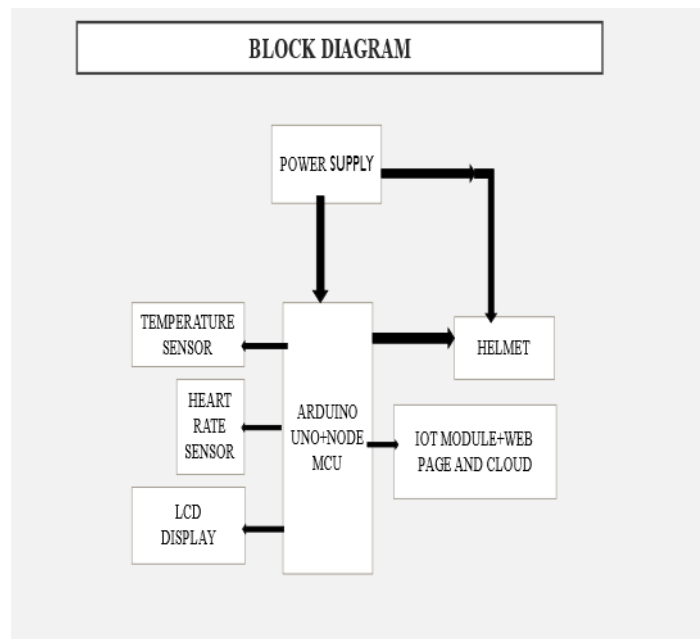 BLOCK DIAGRAM
POWER SUPPLY
TEMPERATURE
SENSOR
HELMET
HEART
RATE
SENSOR
ARDUINO
UNO+NODE
MCU
IOT MODULE+WEB
PAGE AND CLOUD
LCD
DISPLAY